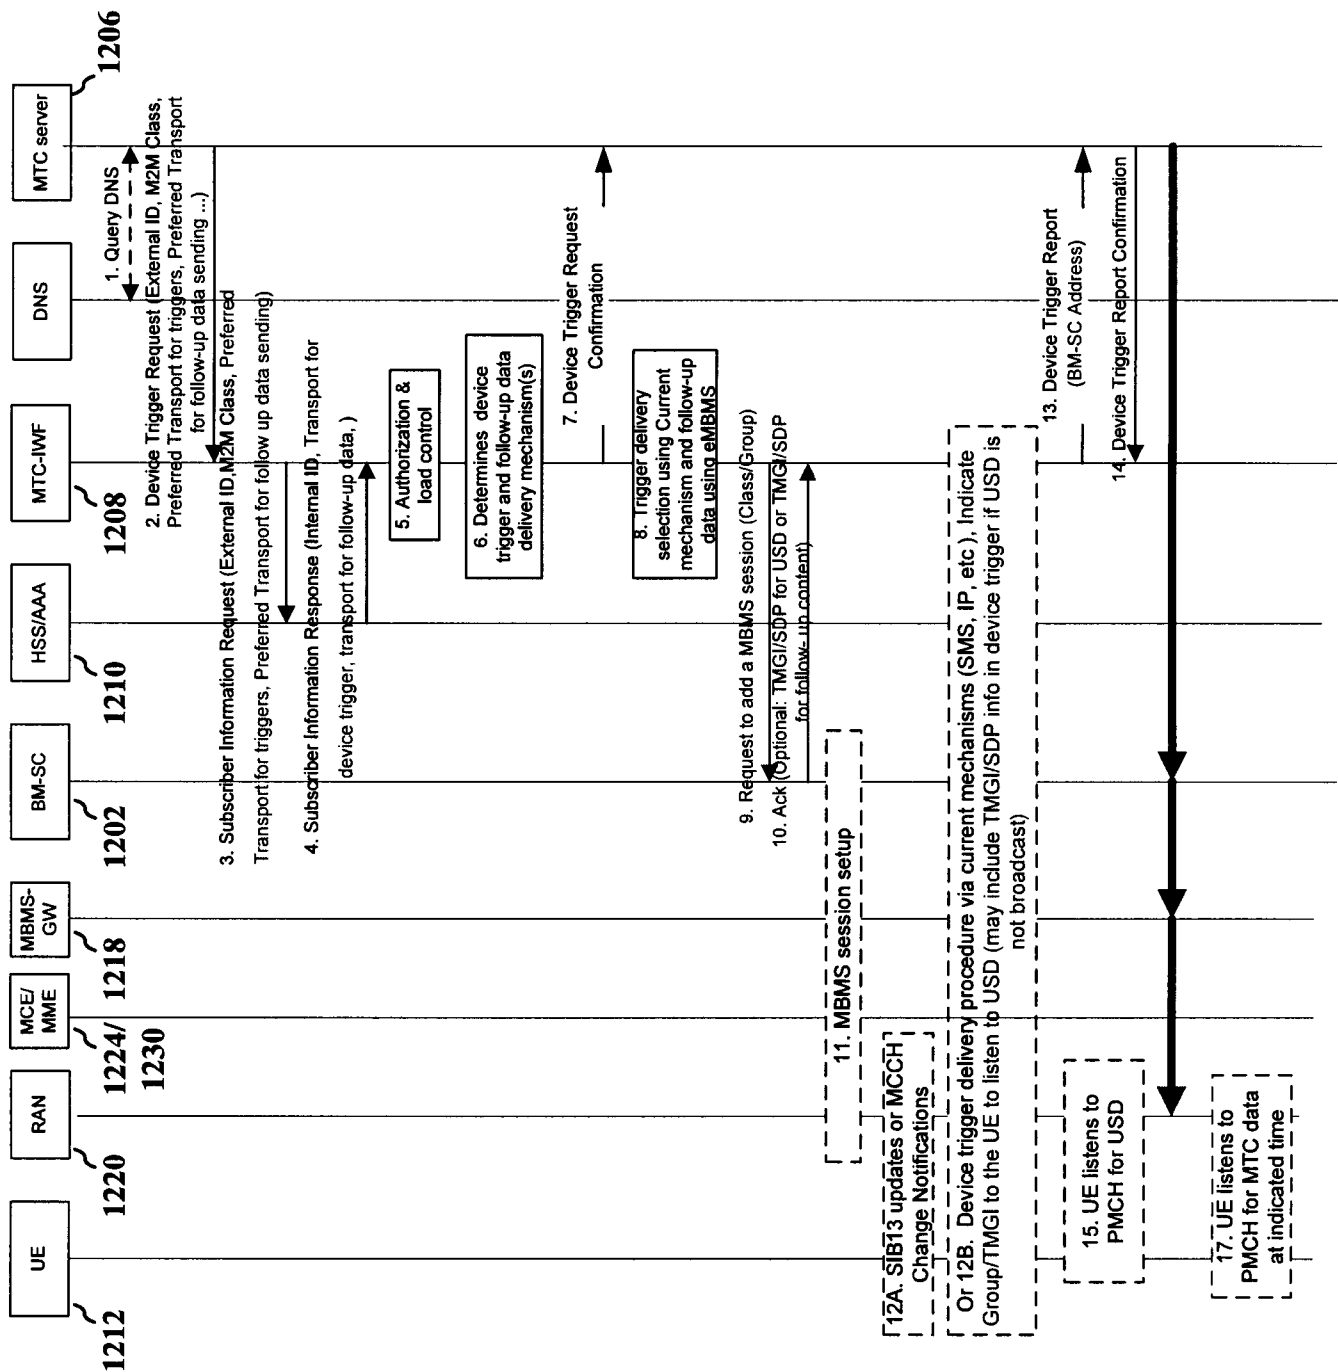 UE
RAN
MCE/
MME
MBMS-
GW
BM-SC
HSS/AAA
MTC-IWF
DNS
MTC server
1212
1220
1224/
1230
1218
1202
1210
1208
1206
1. Query DNS
2. Device Trigger Request (External ID, M2M Class,
Preferred Transport for triggers, Preferred Transport
for follow-up data sending ...)
3. Subscriber Information Request (External ID,M2M Class, Preferred
Transport for triggers, Preferred Transport for follow up data sending)
4. Subscriber Information Response (Internal ID, Transport for
device trigger, transport for follow-up data, )
5. Authorization &
load control
6. Determines device
trigger and follow-up data
delivery mechanism(s)
7. Device Trigger Request
Confirmation
8. Trigger delivery
selection using Current
mechanism and follow-up
data using eMBMS
9. Request to add a MBMS session (Class/Group)
10. Ack (Optional: TMGI/SDP for USD or TMGI/SDP
for follow- up content)
11. MBMS session setup
12A. SIB13 updates or MCCH
Change Notifications
Or 12B. Device trigger delivery procedure via current mechanisms (SMS, IP, etc ), Indicate
Group/TMGI to the UE to listen to USD (may include TMGI/SDP info in device trigger if USD is
not broadcast)
13. Device Trigger Report
(BM-SC Address)
14. Device Trigger Report Confirmation
15. UE listens to
PMCH for USD
17. UE listens to
PMCH for MTC data
at indicated time